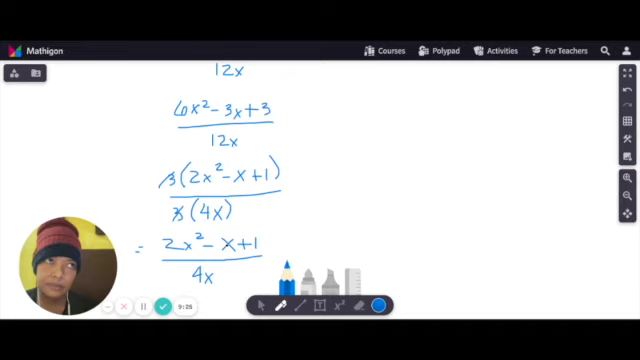 Mathigon
Courses Polypad Activities For Teachers
12x
6x² - 3x + 3
12x
3(2x² - x + 1)
3(4x)
= 2x² - x + 1
4x
T x²
9:25